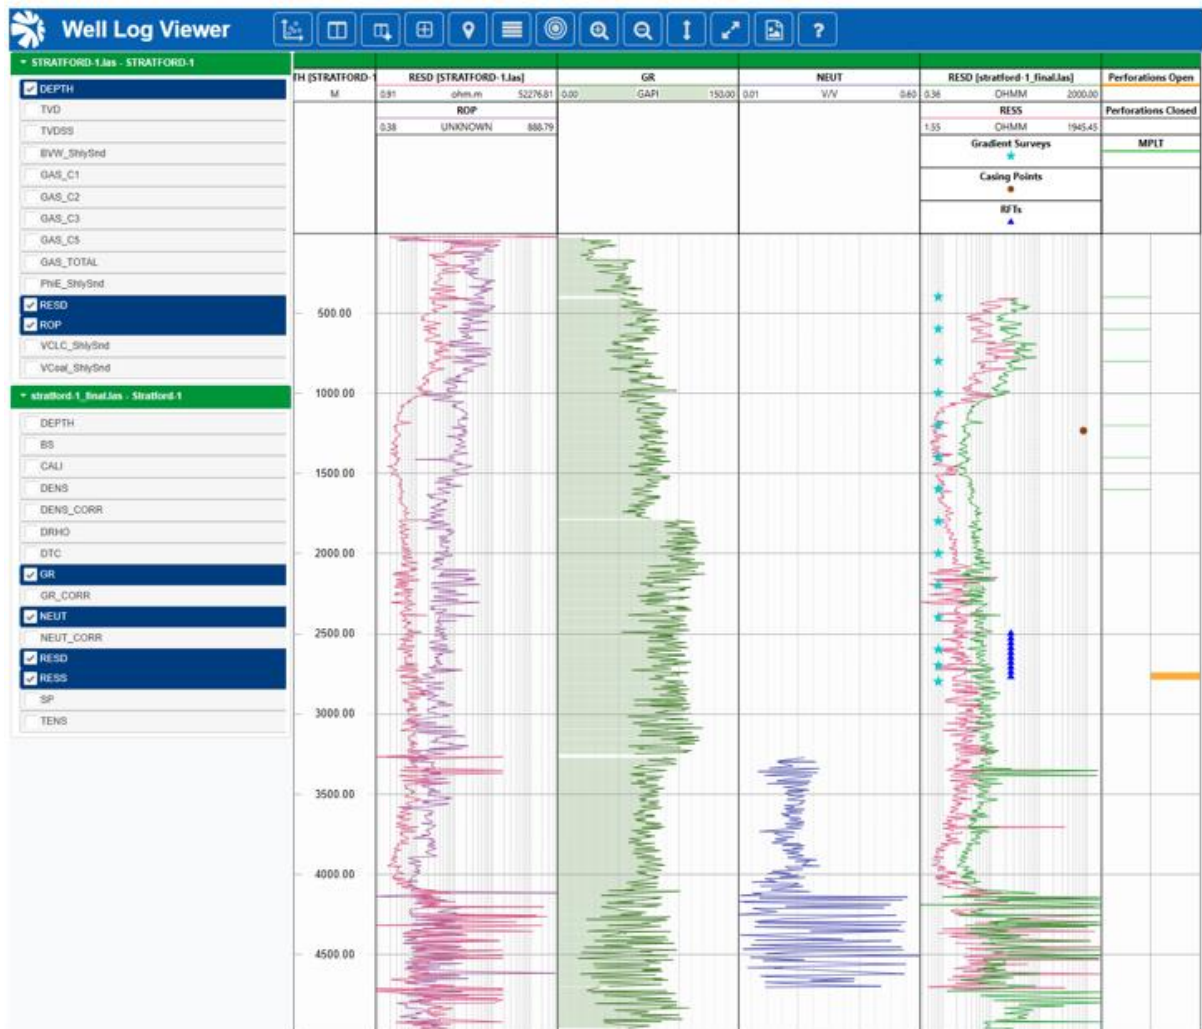 Well Log Viewer
?
STRATFORD-1.las - STRATFORD-1
DEPTH
TVD
TVDSS
BVW_ShlySnd
GAS_C1
GAS_C2
GAS_C3
GAS_C5
GAS_TOTAL
PhiE_ShlySnd
RESD
ROP
VCLC_ShlySnd
VCoal_ShlySnd
stratford-1_final.las - Stratford-1
DEPTH
BS
CALI
DENS
DENS_CORR
DRHO
DTC
GR
GR_CORR
NEUT
NEUT_CORR
RESD
RESS
SP
TENS
TH [STRATFORD-1
M
RESD [STRATFORD-1.las]
0.91 ohm.m 52276.81
ROP
0.38 UNKNOWN 888.79
GR
0.00 GAPI 150.00
NEUT
0.01 V/V 0.60
RESD [stratford-1_final.las]
0.36 OHMM 2000.00
RESS
1.55 OHMM 1945.45
Gradient Surveys
Casing Points
RFTs
Perforations Open
Perforations Closed
MPLT
500.00
1000.00
1500.00
2000.00
2500.00
3000.00
3500.00
4000.00
4500.00